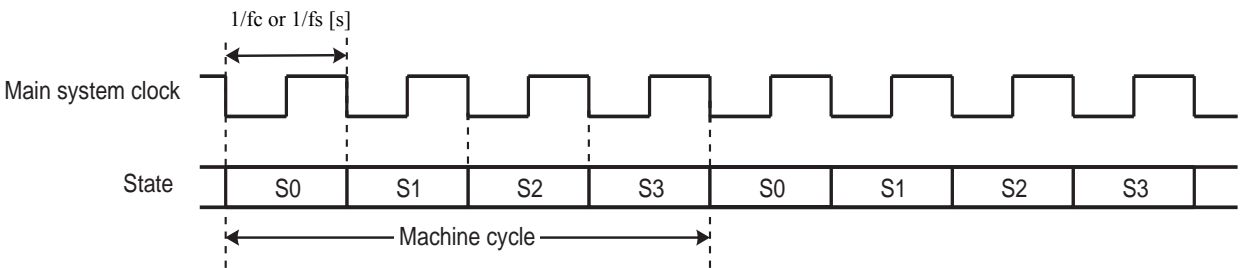 1/fc or 1/fs [s]
Main system clock
State S0 S1 S2 S3 S0 S1 S2 S3
Machine cycle